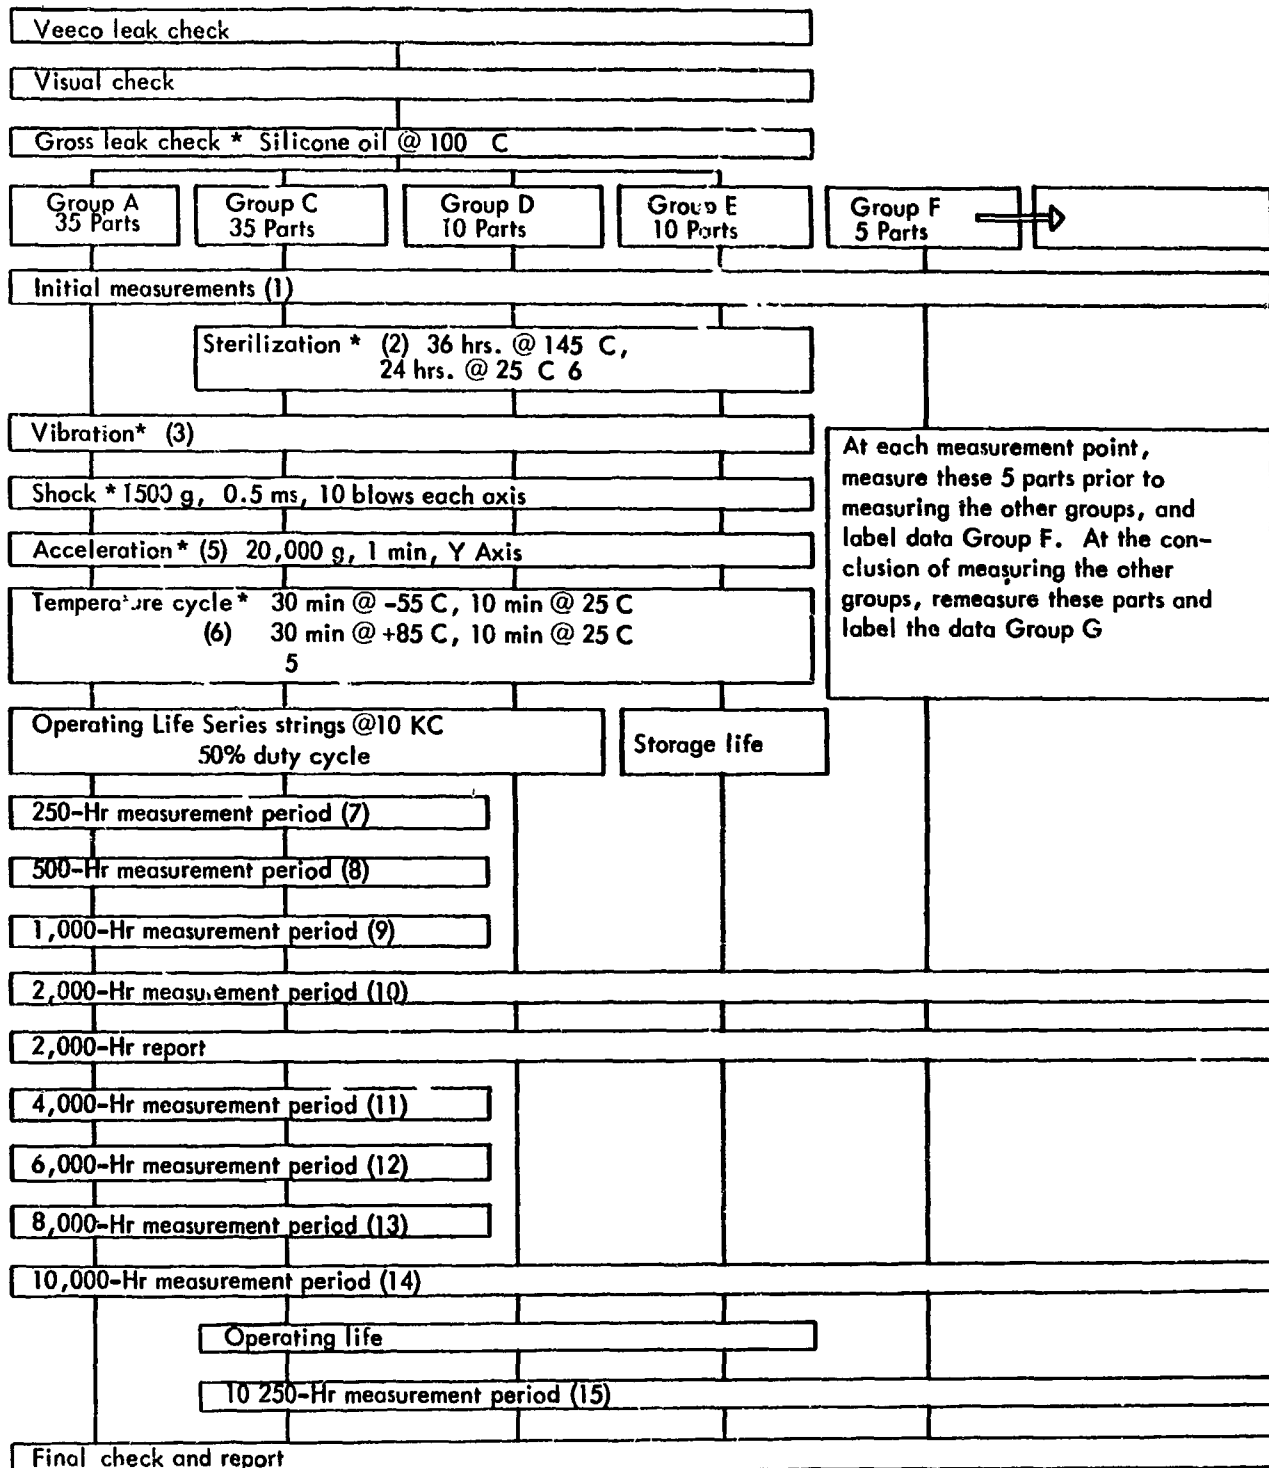 Veeco leak check
Visual check
Gross leak check * Silicone oil @ 100 C
Group A
35 Parts
Group C
35 Parts
Group D
10 Parts
Group E
10 Parts
Group F
5 Parts
Initial measurements (1)
Sterilization * (2) 36 hrs. @ 145 C,
24 hrs. @ 25 C 6
Vibration* (3)
Shock * 1500 g, 0.5 ms, 10 blows each axis
Acceleration* (5) 20,000 g, 1 min, Y Axis
Temperature cycle* 30 min @ -55 C, 10 min @ 25 C
(6) 30 min @ +85 C, 10 min @ 25 C
5
At each measurement point,
measure these 5 parts prior to
measuring the other groups, and
label data Group F. At the con-
clusion of measuring the other
groups, remeasure these parts and
label the data Group G
Operating Life Series strings @10 KC
50% duty cycle
Storage life
250-Hr measurement period (7)
500-Hr measurement period (8)
1,000-Hr measurement period (9)
2,000-Hr measurement period (10)
2,000-Hr report
4,000-Hr measurement period (11)
6,000-Hr measurement period (12)
8,000-Hr measurement period (13)
10,000-Hr measurement period (14)
Operating life
10 250-Hr measurement period (15)
Final check and report